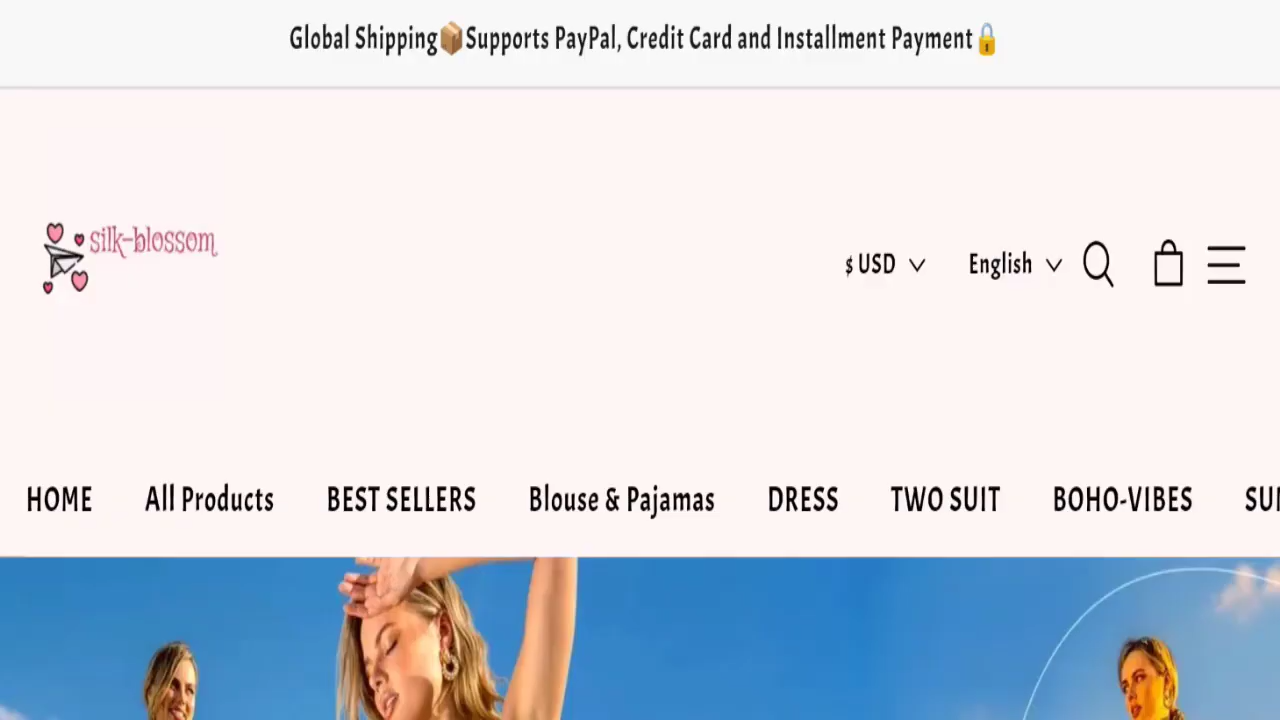 Global Shipping📦Supports PayPal, Credit Card and Installment Payment🔒
silk-blossom
$ USD
English
HOME
All Products
BEST SELLERS
Blouse & Pajamas
DRESS
TWO SUIT
BOHO-VIBES